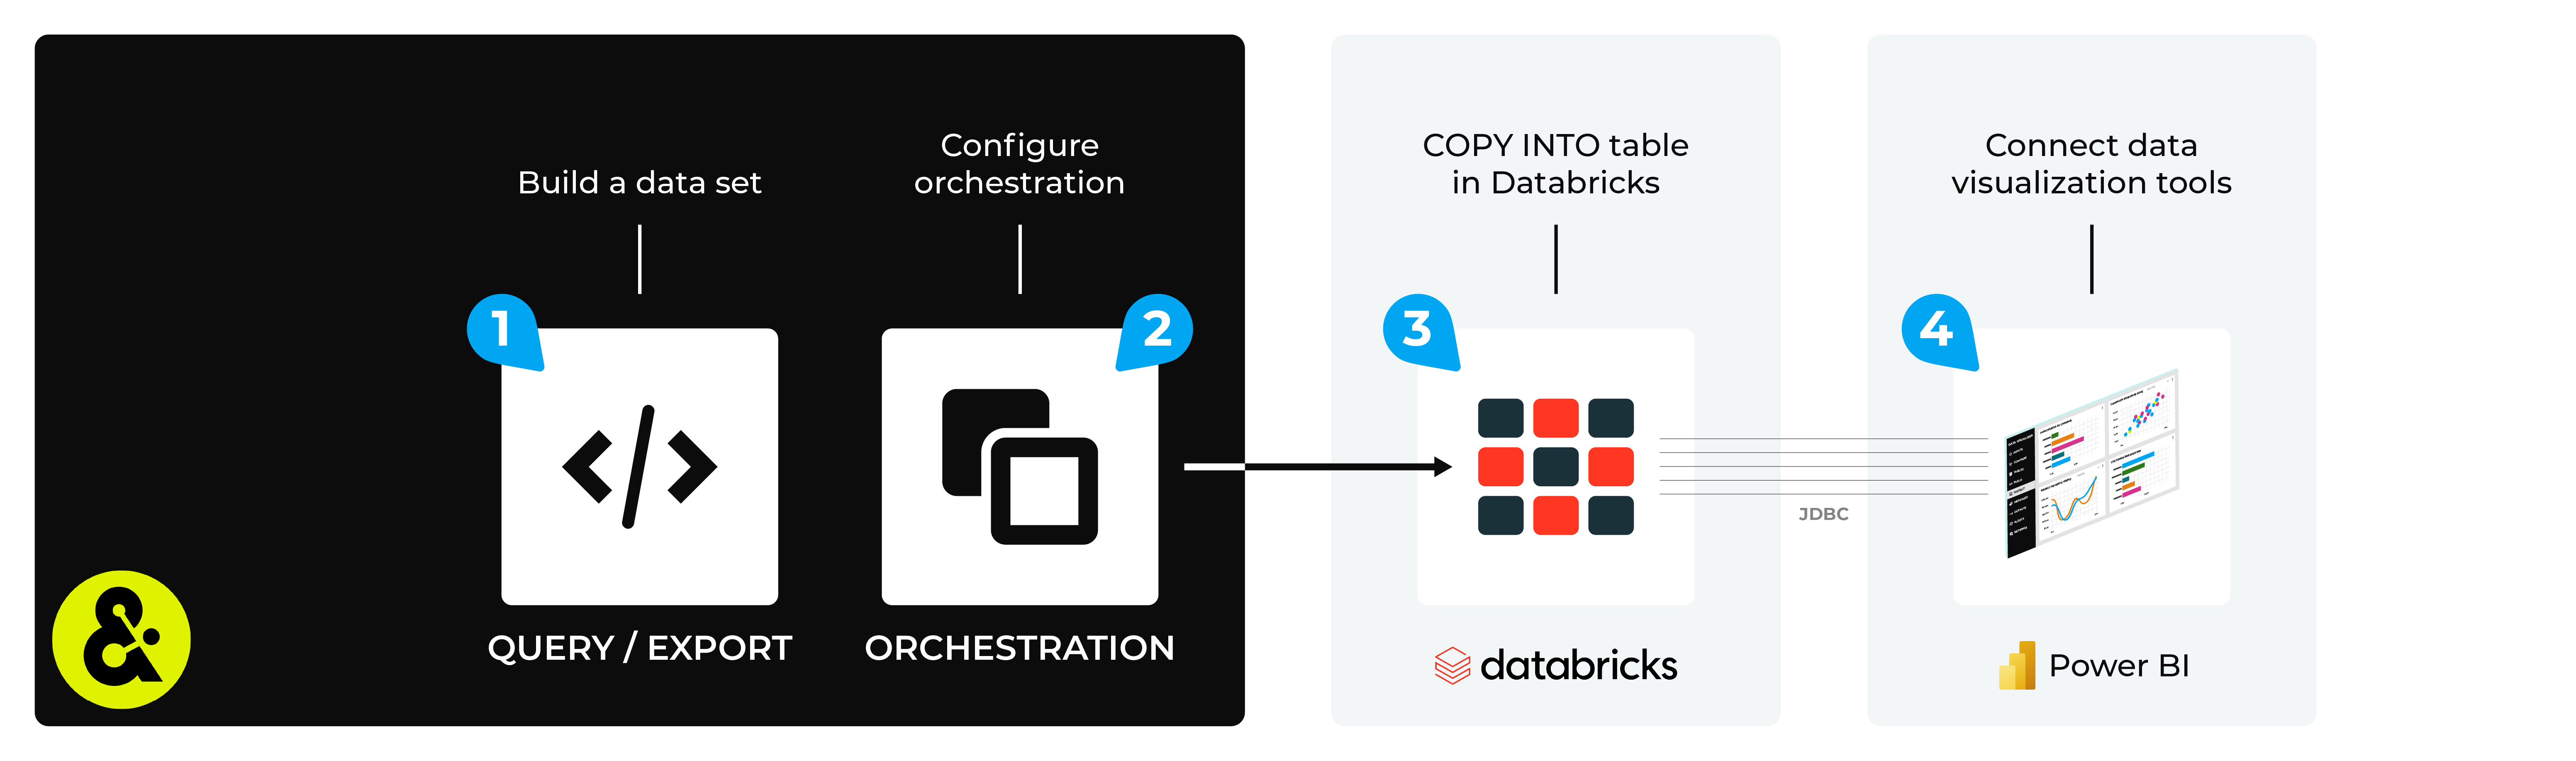 Build a data set
Configure
orchestration
COPY INTO table
in Databricks
Connect data
visualization tools
1
2
3
4
JDBC
QUERY / EXPORT
ORCHESTRATION
databricks
Power BI